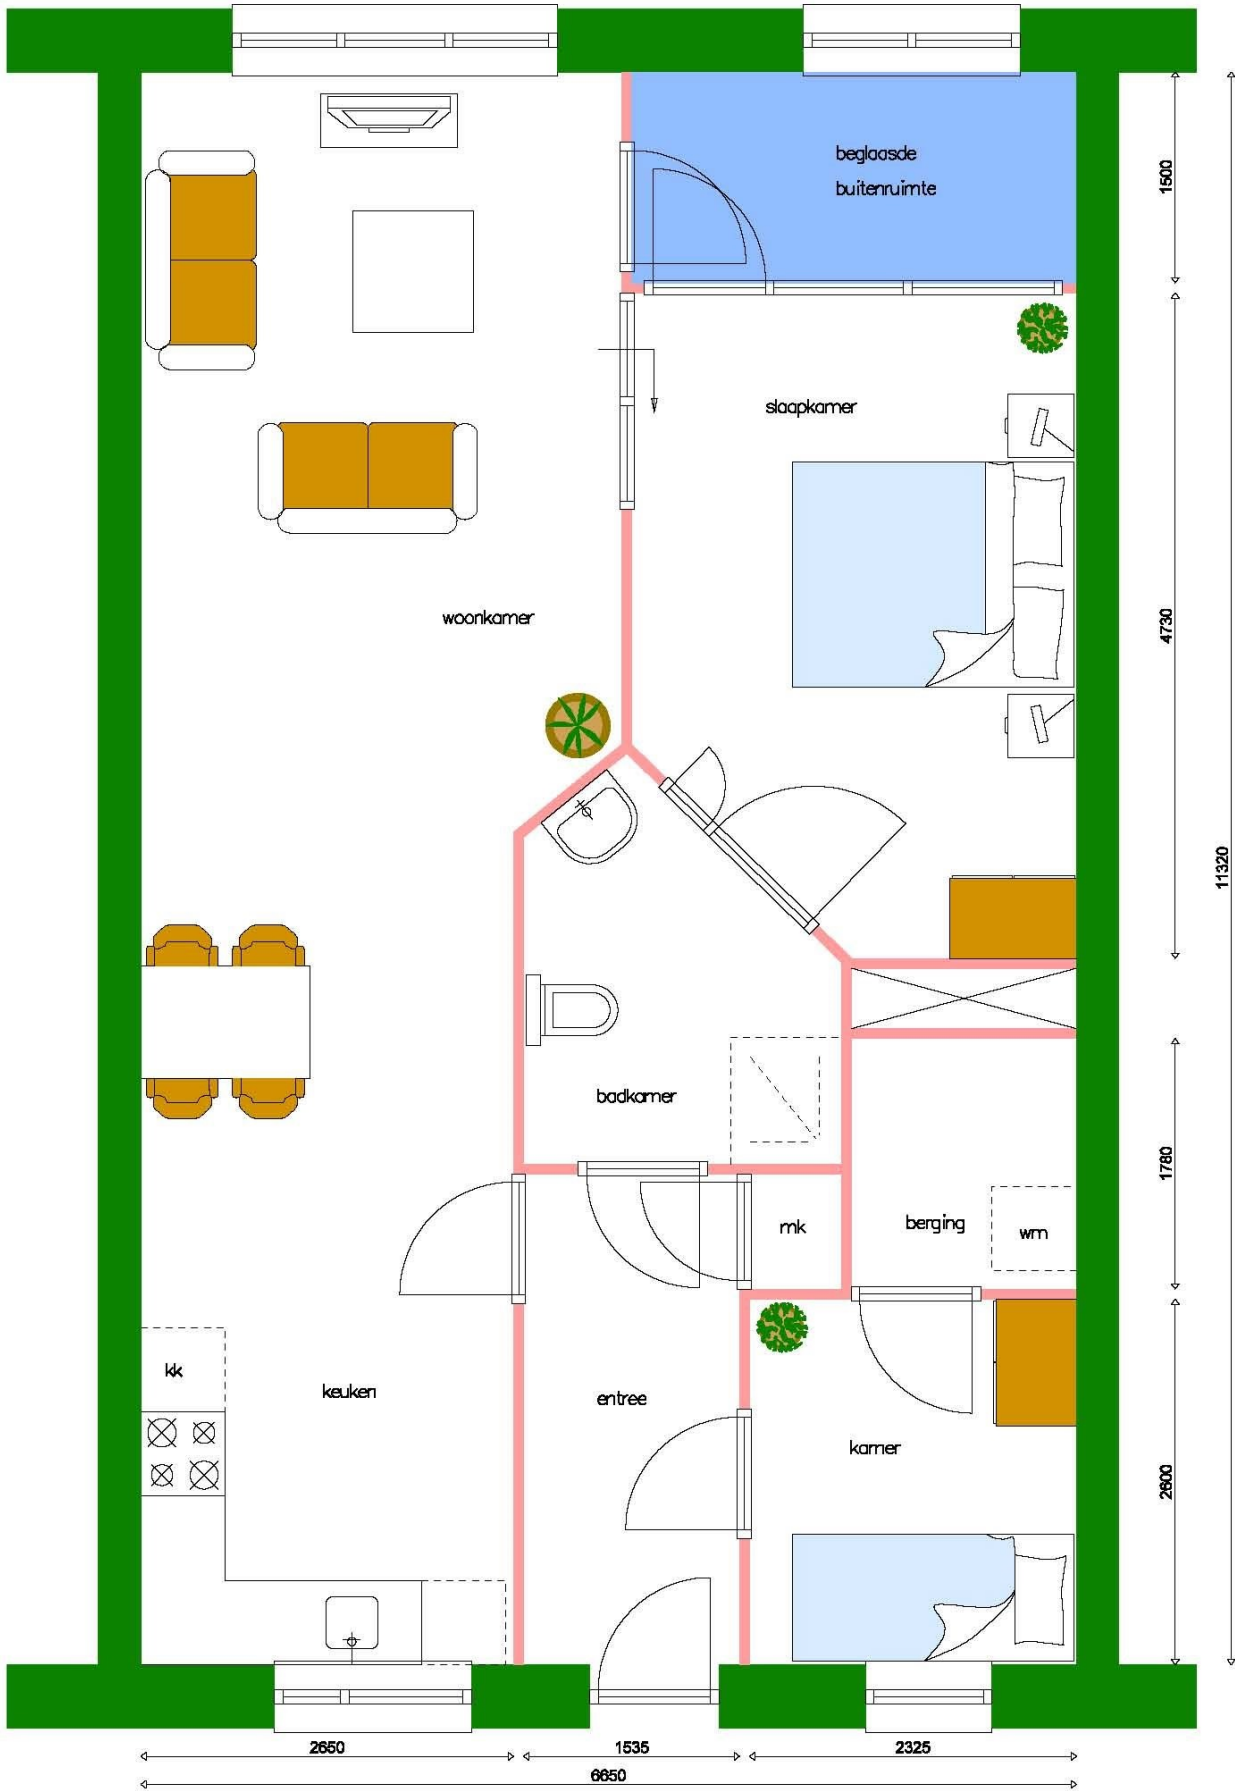 beglaasde
buitenruimte
1500
slaapkamer
woonkamer
4730
11320
badkamer
1780
mk
berging
wm
kk
keuken
entree
kamer
2600
2650
1535
2325
6650